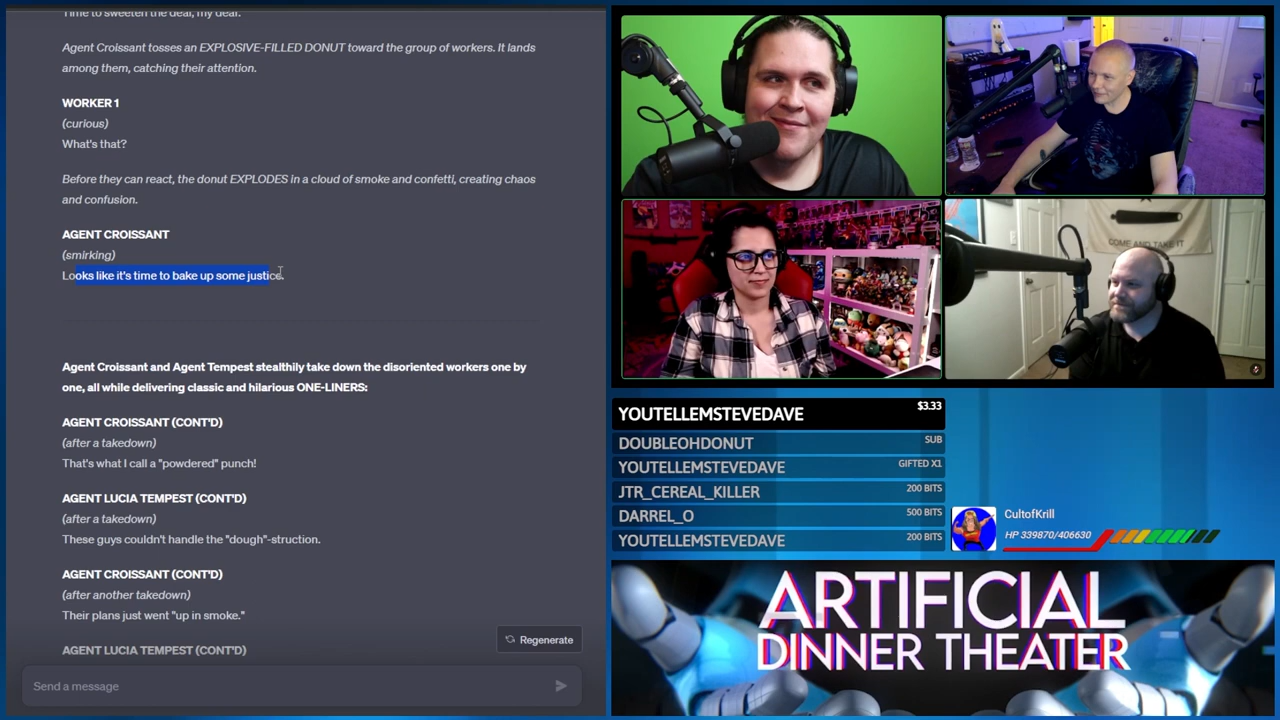 Time to sweeten the deal, my dear.
Agent Croissant tosses an EXPLOSIVE-FILLED DONUT toward the group of workers. It lands
among them, catching their attention.
WORKER 1
(curious)
What's that?
Before they can react, the donut EXPLODES in a cloud of smoke and confetti, creating chaos
and confusion.
AGENT CROISSANT
(smirking)
Looks like it's time to bake up some justice.
Agent Croissant and Agent Tempest stealthily take down the disoriented workers one by
one, all while delivering classic and hilarious ONE-LINERS:
AGENT CROISSANT (CONT'D)
(after a takedown)
That's what I call a "powdered" punch!
AGENT LUCIA TEMPEST (CONT'D)
(after a takedown)
These guys couldn't handle the "dough"-struction.
AGENT CROISSANT (CONT'D)
(after another takedown)
Their plans just went "up in smoke."
AGENT LUCIA TEMPEST (CONT'D)
Regenerate
Send a message
COME AND TAKE IT
YOUTELLEMSTEVEDAVE $3.33
DOUBLEOHDONUT SUB
YOUTELLEMSTEVEDAVE GIFTED X1
JTR_CEREAL_KILLER 200 BITS
DARREL_O 500 BITS
YOUTELLEMSTEVEDAVE 200 BITS
CultofKrill
HP 339870/406630
ARTIFICIAL
DINNER THEATER